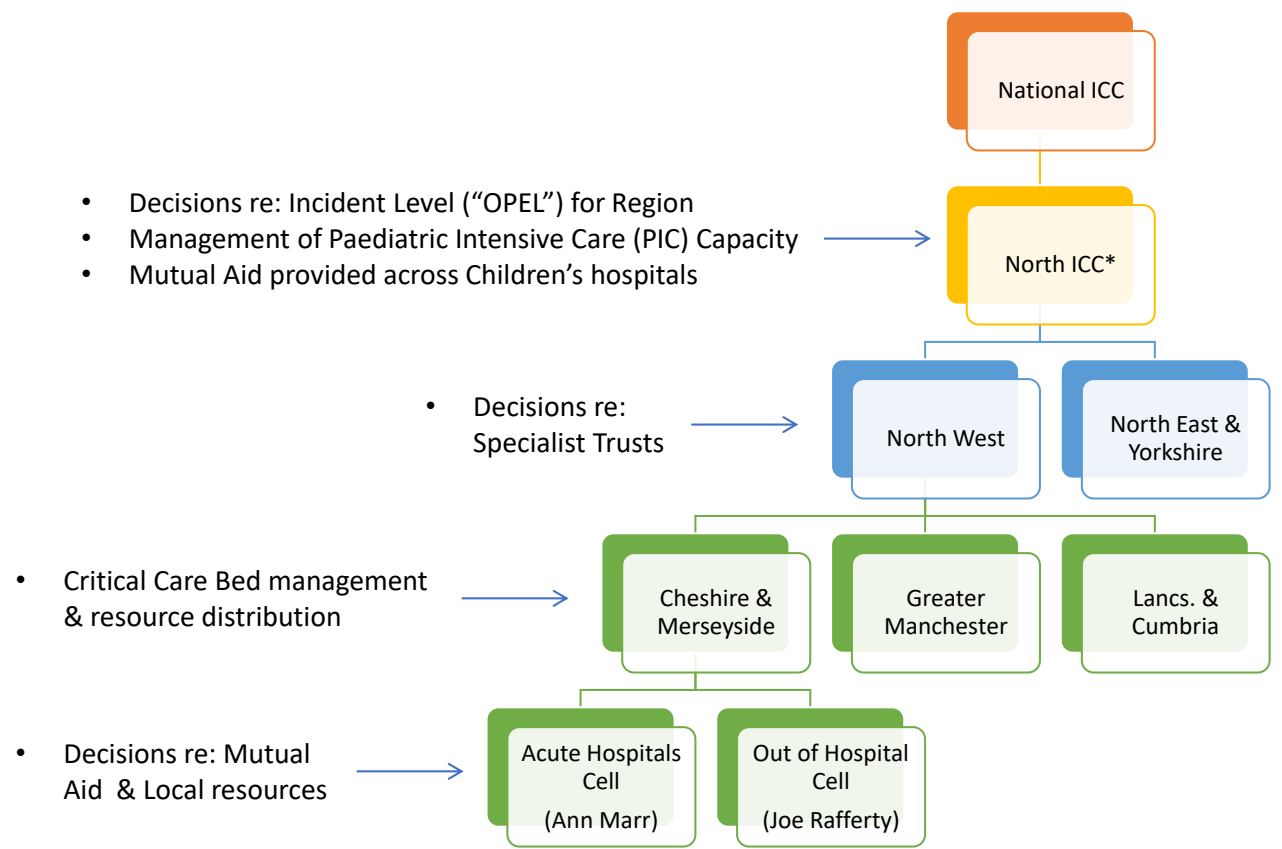 National ICC
• Decisions re: Incident Level (“OPEL”) for Region
• Management of Paediatric Intensive Care (PIC) Capacity
• Mutual Aid provided across Children’s hospitals
North ICC*
• Decisions re:
Specialist Trusts
North West
North East &
Yorkshire
• Critical Care Bed management
& resource distribution
Cheshire &
Merseyside
Greater
Manchester
Lancs. &
Cumbria
• Decisions re: Mutual
Aid & Local resources
Acute Hospitals
Cell
(Ann Marr)
Out of Hospital
Cell
(Joe Rafferty)